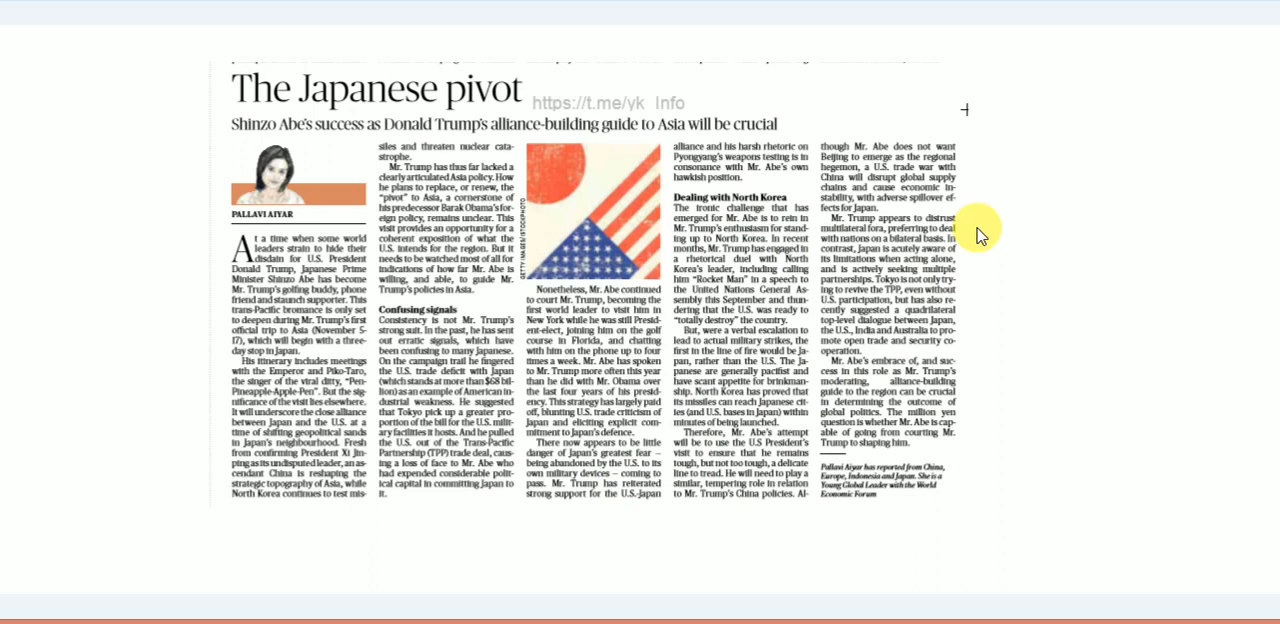 The Japanese pivot
https://t.me/yk_Info
Shinzo Abe's success as Donald Trump's alliance-building guide to Asia will be crucial
PALLAVI AIYAR
At a time when some world
leaders strain to hide their
disdain for U.S. President
Donald Trump, Japanese Prime
Minister Shinzo Abe has become
Mr. Trump's golfing buddy, phone
friend and staunch supporter. This
trans-Pacific bromance is only set
to deepen during Mr. Trump's first
official trip to Asia (November 5-
17), which will begin with a three-
day stop in Japan.
His itinerary includes meetings
with the Emperor and Piko-Taro,
the singer of the viral ditty, "Pen-
Pineapple-Apple-Pen". But the sig-
nificance of the visit lies elsewhere.
It will underscore the close alliance
between Japan and the U.S. at a
time of shifting geopolitical sands
in Japan's neighbourhood. Fresh
from confirming President Xi Jin-
ping as its undisputed leader, an as-
cendant China is reshaping the
strategic topography of Asia, while
North Korea continues to test mis-
siles and threaten nuclear cata-
strophe.
Mr. Trump has thus far lacked a
clearly articulated Asia policy. How
he plans to replace, or renew, the
"pivot" to Asia, a cornerstone of
his predecessor Barak Obama's for-
eign policy, remains unclear. This
visit provides an opportunity for a
coherent exposition of what the
U.S. intends for the region. But it
needs to be watched most of all for
indications of how far Mr. Abe is
willing, and able, to guide Mr.
Trump's policies in Asia.
Confusing signals
Consistency is not Mr. Trump's
strong suit. In the past, he has sent
out erratic signals, which have
been confusing to many Japanese.
On the campaign trail he fingered
the U.S. trade deficit with Japan
(which stands at more than $68 bil-
lion) as an example of American in-
dustrial weakness. He suggested
that Tokyo pick up a greater pro-
portion of the bill for the U.S. milit-
ary facilities it hosts. And he pulled
the U.S. out of the Trans-Pacific
Partnership (TPP) trade deal, caus-
ing a loss of face to Mr. Abe who
had expended considerable polit-
ical capital in committing Japan to
it.
GETTY IMAGES/ISTOCKPHOTO
Nonetheless, Mr. Abe continued
to court Mr. Trump, becoming the
first world leader to visit him in
New York while he was still Presid-
ent-elect, joining him on the golf
course in Florida, and chatting
with him on the phone up to four
times a week. Mr. Abe has spoken
to Mr Trump more often this year
than he did with Mr. Obama over
the last four years of his presid-
ency. This strategy has largely paid
off, blunting U.S. trade criticism of
Japan and eliciting explicit com-
mitment to Japan's defence.
There now appears to be little
danger of Japan's greatest fear —
being abandoned by the U.S. to its
own military devices — coming to
pass. Mr. Trump has reiterated
strong support for the U.S.-Japan
alliance and his harsh rhetoric on
Pyongyang's weapons testing is in
consonance with Mr. Abe's own
hawkish position.
Dealing with North Korea
The ironic challenge that has
emerged for Mr. Abe is to rein in
Mr. Trump's enthusiasm for stand-
ing up to North Korea. In recent
months, Mr. Trump has engaged in
a rhetorical duel with North
Korea's leader, including calling
him "Rocket Man" in a speech to
the United Nations General As-
sembly this September and thun-
dering that the U.S. was ready to
"totally destroy" the country.
But, were a verbal escalation to
lead to actual military strikes, the
first in the line of fire would be Ja-
pan, rather than the U.S. The Ja-
panese are generally pacifist and
have scant appetite for brinkman-
ship. North Korea has proved that
its missiles can reach Japanese cit-
ies (and U.S. bases in Japan) within
minutes of being launched.
Therefore, Mr. Abe's attempt
will be to use the U.S President's
visit to ensure that he remains
tough, but not too tough, a delicate
line to tread. He will need to play a
similar, tempering role in relation
to Mr. Trump's China policies. Al-
though Mr. Abe does not want
Beijing to emerge as the regional
hegemon, a U.S. trade war with
China will disrupt global supply
chains and cause economic in-
stability, with adverse spillover ef-
fects for Japan.
Mr. Trump appears to distrust
multilateral fora, preferring to deal
with nations on a bilateral basis. In
contrast, Japan is acutely aware of
its limitations when acting alone,
and is actively seeking multiple
partnerships. Tokyo is not only try-
ing to revive the TPP, even without
U.S. participation, but has also re-
cently suggested a quadrilateral
top-level dialogue between Japan,
the U.S., India and Australia to pro-
mote open trade and security co-
operation.
Mr. Abe's embrace of, and suc-
cess in this role as Mr. Trump's
moderating, alliance-building
guide to the region can be crucial
in determining the outcome of
global politics. The million yen
question is whether Mr. Abe is cap-
able of going from courting Mr.
Trump to shaping him.
Pallavi Aiyar has reported from China,
Europe, Indonesia and Japan. She is a
Young Global Leader with the World
Economic Forum